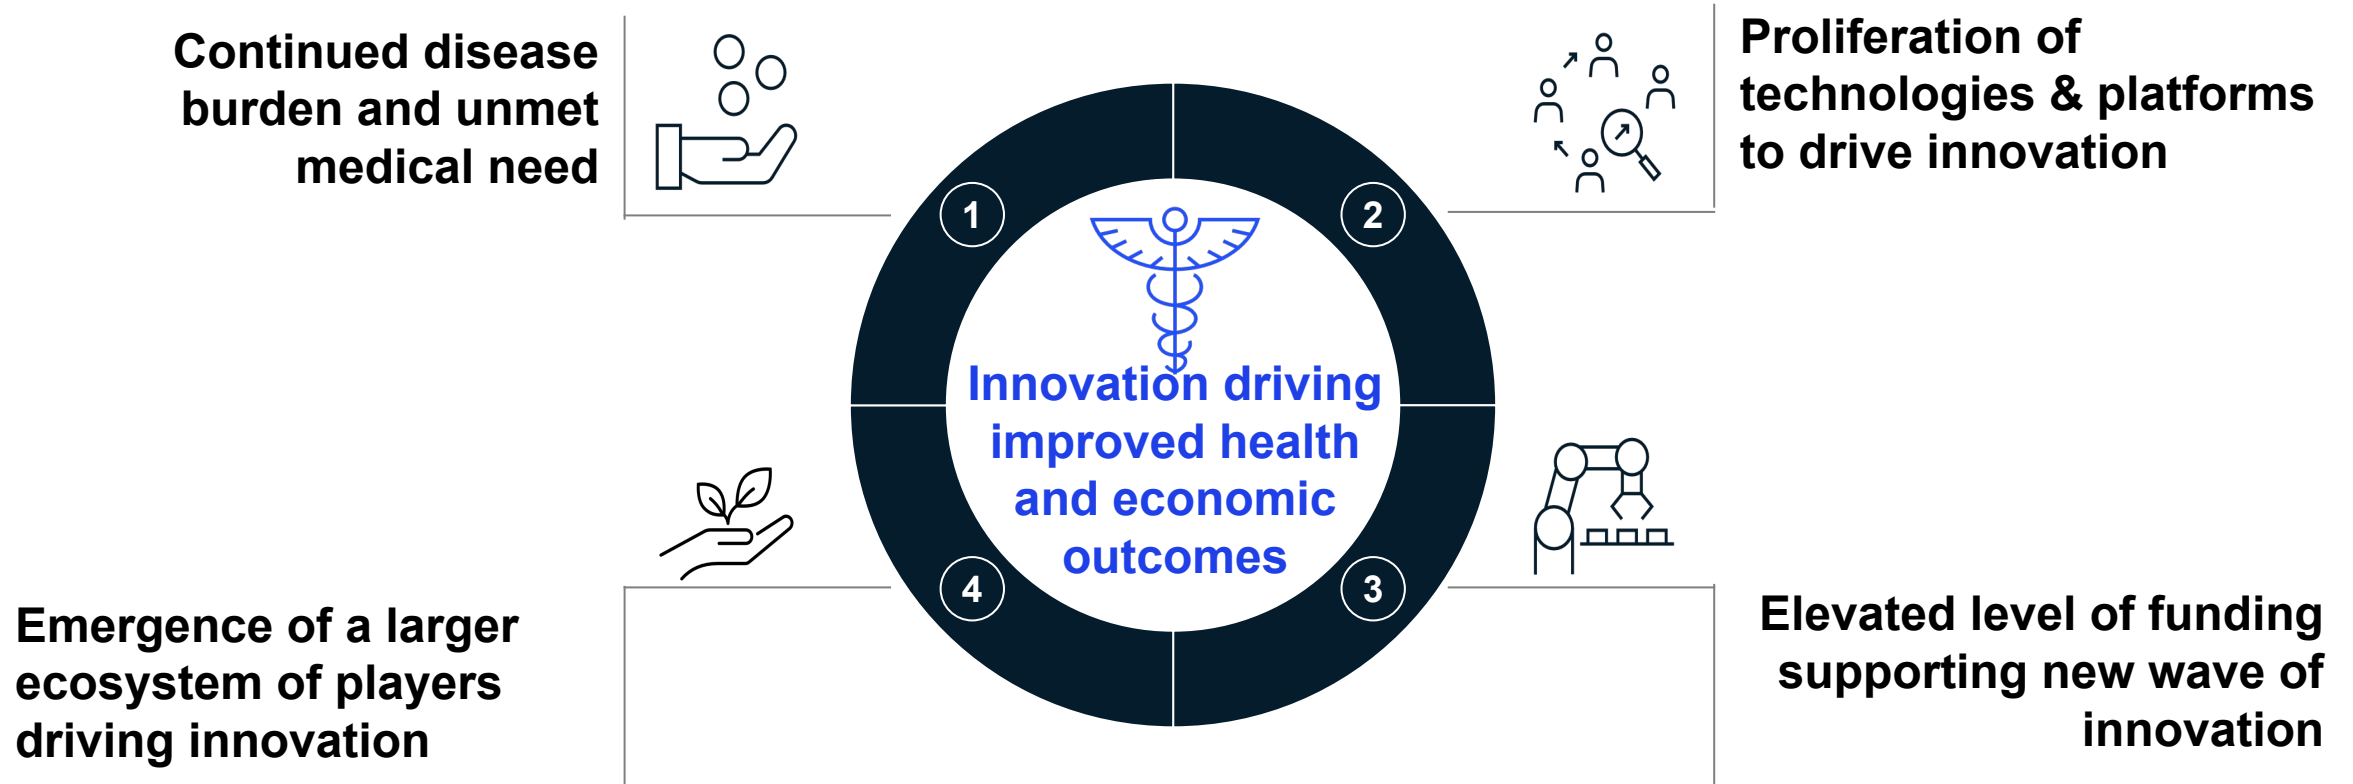 Continued disease
burden and unmet
medical need
1
Proliferation of
technologies & platforms
to drive innovation
2
Innovation driving
improved health
and economic
outcomes
Elevated level of funding
supporting new wave of
innovation
3
Emergence of a larger
ecosystem of players
driving innovation
4